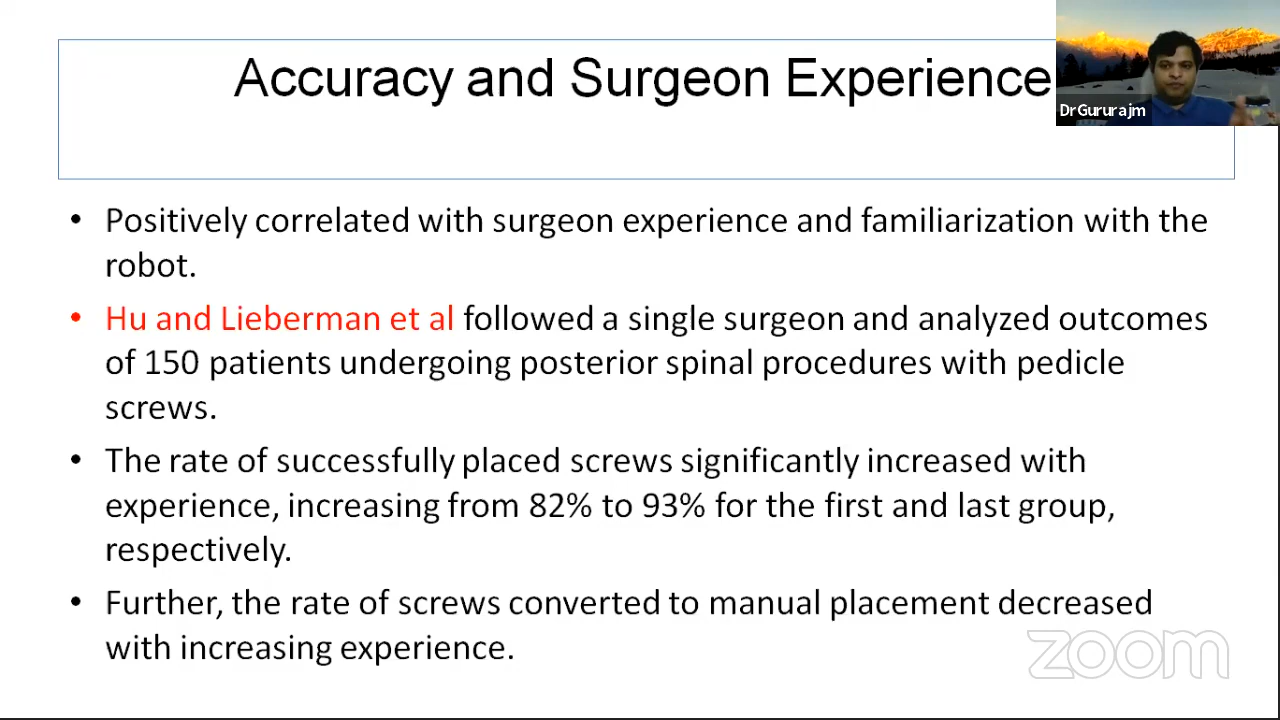 Accuracy and Surgeon Experience
DrGururajm
• Positively correlated with surgeon experience and familiarization with the
robot.
• Hu and Lieberman et al followed a single surgeon and analyzed outcomes
of 150 patients undergoing posterior spinal procedures with pedicle
screws.
• The rate of successfully placed screws significantly increased with
experience, increasing from 82% to 93% for the first and last group,
respectively.
• Further, the rate of screws converted to manual placement decreased
with increasing experience.
zoom